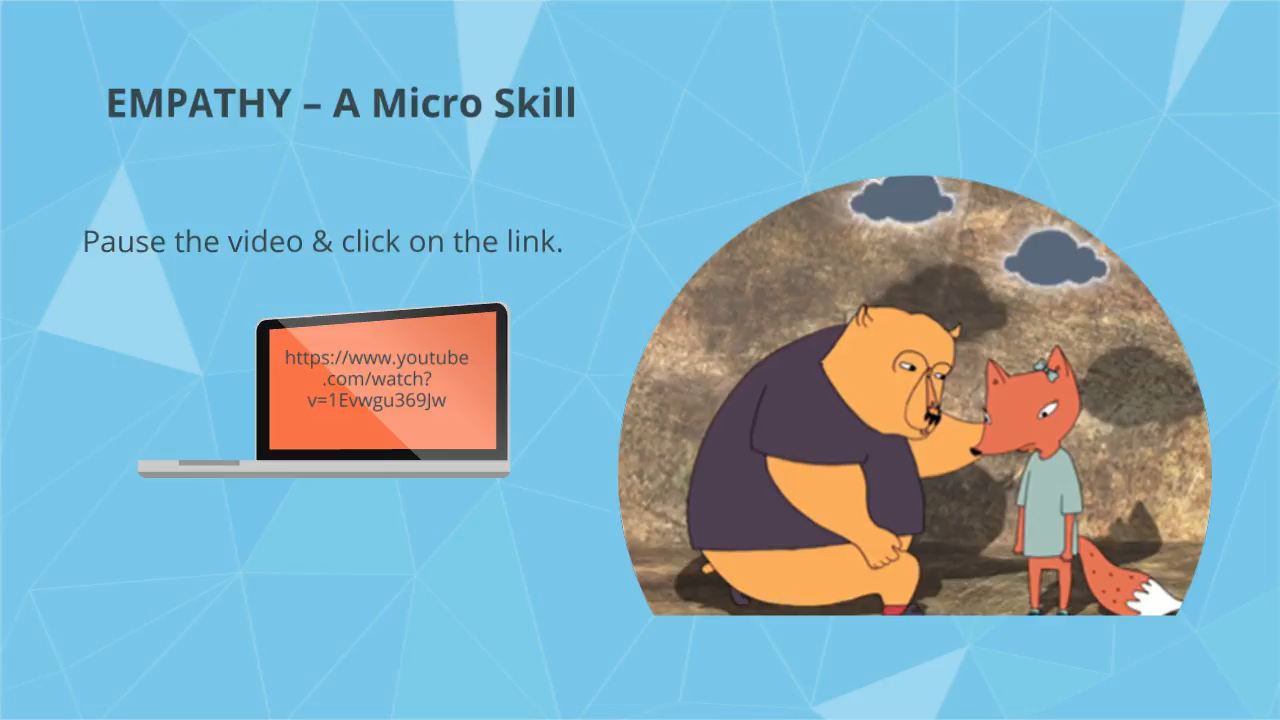 EMPATHY – A Micro Skill
Pause the video & click on the link.
https://www.youtube
.com/watch?
v=1Evwgu369Jw